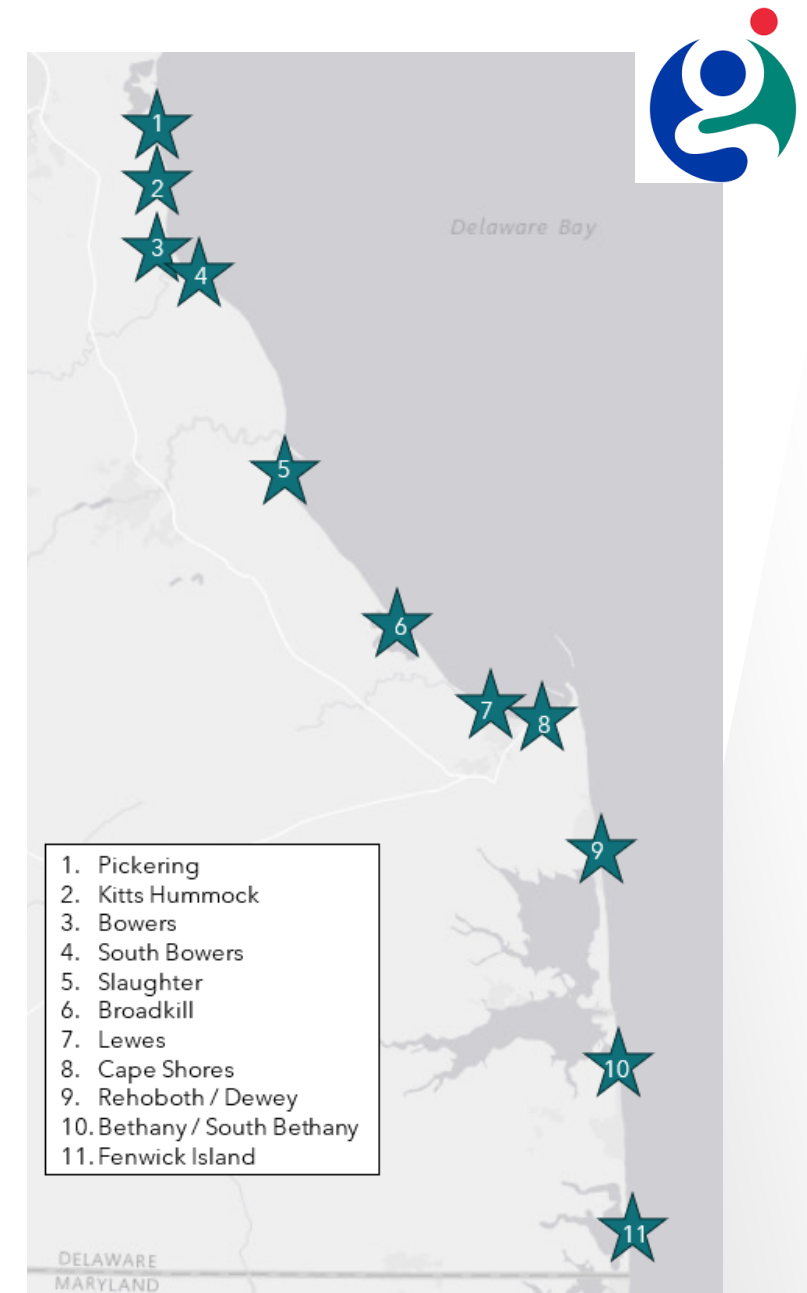 1
2
Delaware Bay
3
4
5
6
7
8
9
1. Pickering
2. Kitts Hummock
3. Bowers
4. South Bowers
5. Slaughter
6. Broadkill
7. Lewes
8. Cape Shores
9. Rehoboth / Dewey
10. Bethany / South Bethany
11. Fenwick Island
10
11
DELAWARE
MARYLAND